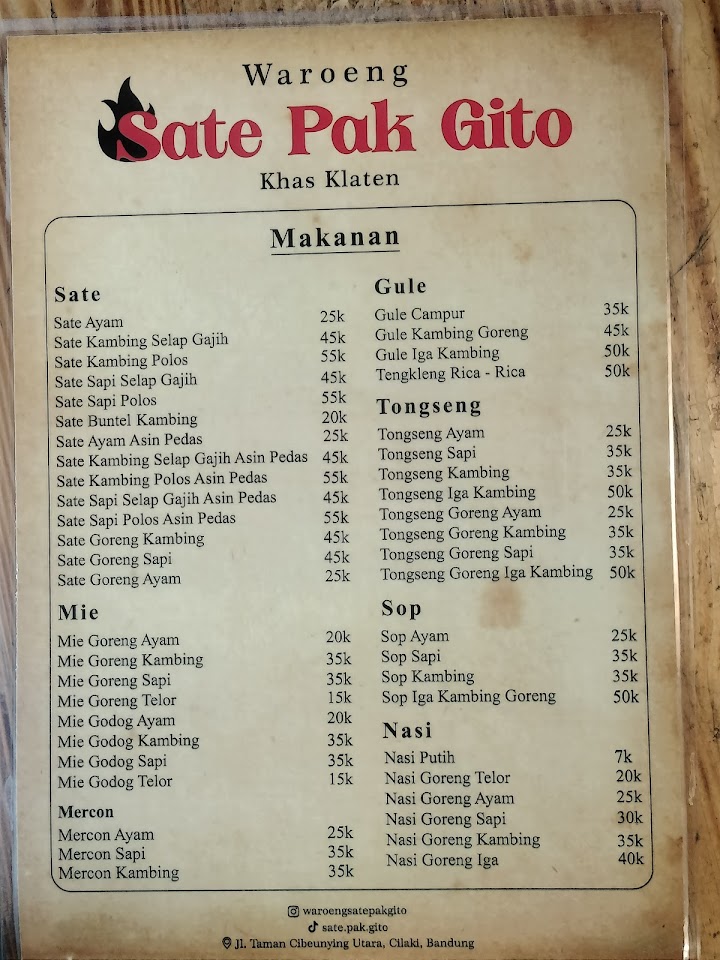 Waroeng
Sate Pak Gito
Khas Klaten
Makanan
Sate
Sate Ayam 25k
Sate Kambing Selap Gajih 45k
Sate Kambing Polos 55k
Sate Sapi Selap Gajih 45k
Sate Sapi Polos 55k
Sate Buntel Kambing 20k
Sate Ayam Asin Pedas 25k
Sate Kambing Selap Gajih Asin Pedas 45k
Sate Kambing Polos Asin Pedas 55k
Sate Sapi Selap Gajih Asin Pedas 45k
Sate Sapi Polos Asin Pedas 55k
Sate Goreng Kambing 45k
Sate Goreng Sapi 45k
Sate Goreng Ayam 25k
Mie
Mie Goreng Ayam 20k
Mie Goreng Kambing 35k
Mie Goreng Sapi 35k
Mie Goreng Telor 15k
Mie Godog Ayam 20k
Mie Godog Kambing 35k
Mie Godog Sapi 35k
Mie Godog Telor 15k
Mercon
Mercon Ayam 25k
Mercon Sapi 35k
Mercon Kambing 35k
Gule
Gule Campur 35k
Gule Kambing Goreng 45k
Gule Iga Kambing 50k
Tengkleng Rica - Rica 50k
Tongseng
Tongseng Ayam 25k
Tongseng Sapi 35k
Tongseng Kambing 35k
Tongseng Iga Kambing 50k
Tongseng Goreng Ayam 25k
Tongseng Goreng Kambing 35k
Tongseng Goreng Sapi 35k
Tongseng Goreng Iga Kambing 50k
Sop
Sop Ayam 25k
Sop Sapi 35k
Sop Kambing 35k
Sop Iga Kambing Goreng 50k
Nasi
Nasi Putih 7k
Nasi Goreng Telor 20k
Nasi Goreng Ayam 25k
Nasi Goreng Sapi 30k
Nasi Goreng Kambing 35k
Nasi Goreng Iga 40k
waroengsatepakgito
sate.pak.gito
Jl. Taman Cibeunying Utara, Cilaki, Bandung